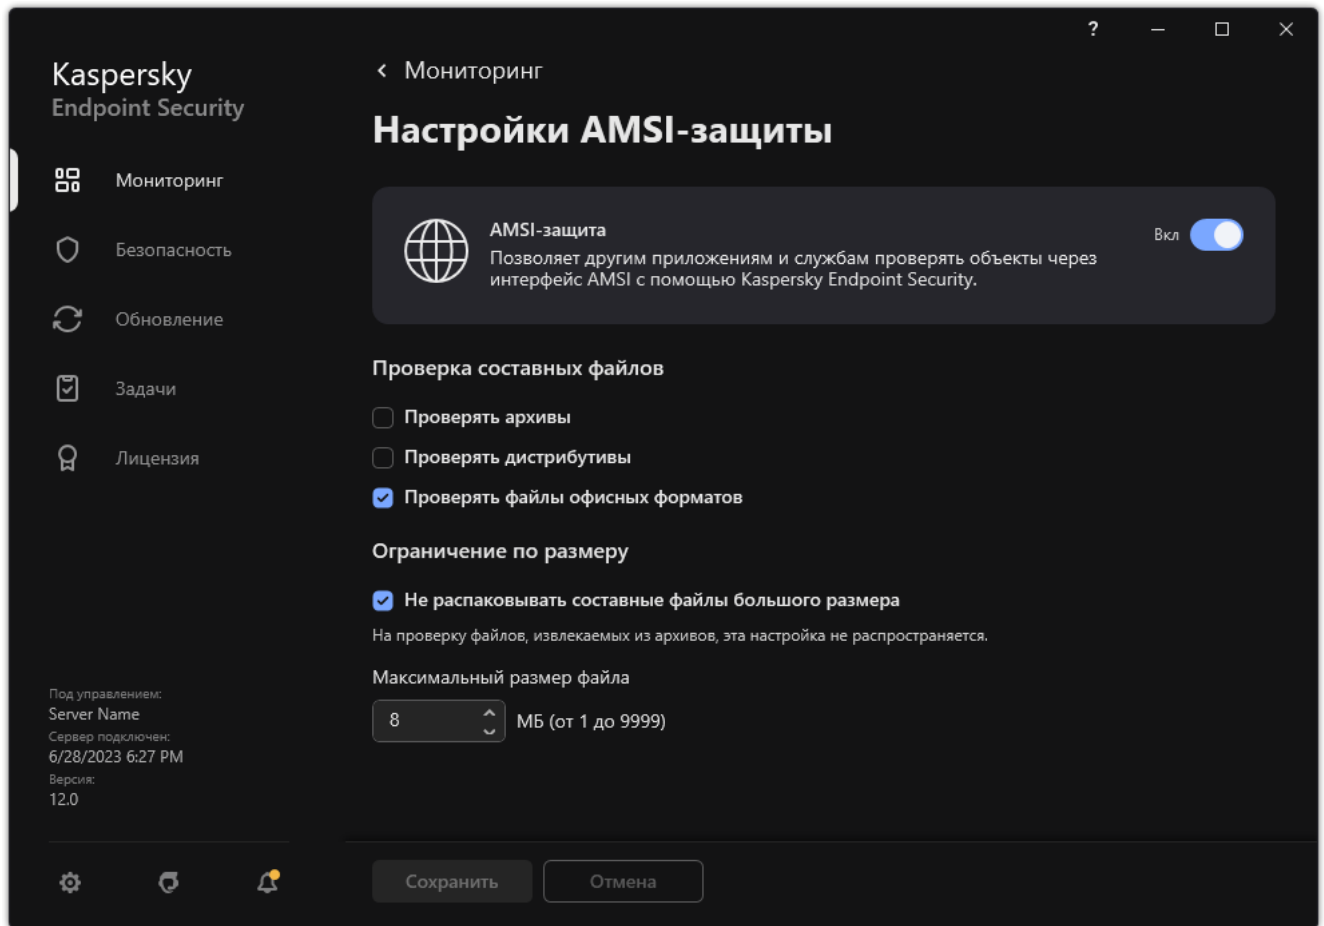 ?
Kaspersky
Endpoint Security
Мониторинг
Безопасность
Обновление
Задачи
Лицензия
Под управлением:
Server Name
Сервер подключен:
6/28/2023 6:27 PM
Версия:
12.0
Мониторинг
Настройки AMSI-защиты
AMSI-защита
Вкл
Позволяет другим приложениям и службам проверять объекты через
интерфейс AMSI с помощью Kaspersky Endpoint Security.
Проверка составных файлов
Проверять архивы
Проверять дистрибутивы
Проверять файлы офисных форматов
Ограничение по размеру
Не распаковывать составные файлы большого размера
На проверку файлов, извлекаемых из архивов, эта настройка не распространяется.
Максимальный размер файла
8 МБ (от 1 до 9999)
Сохранить Отмена